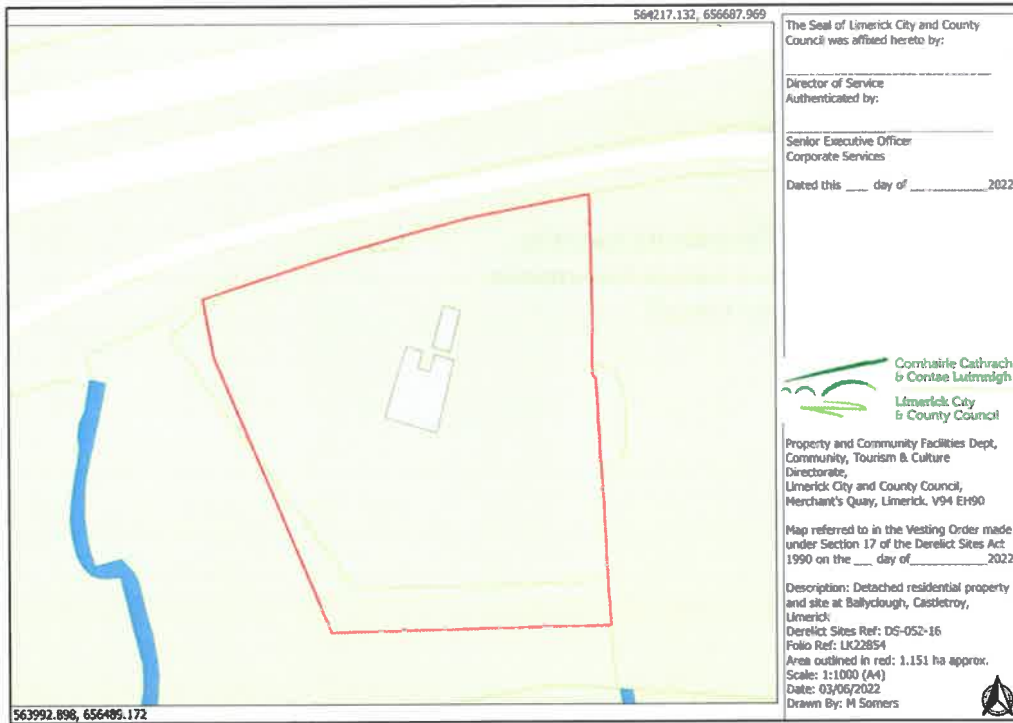 564217.132, 656687.969
The Seal of Limerick City and County
Council was affixed hereto by:
Director of Service
Authenticated by:
Senior Executive Officer
Corporate Services
Dated this ___ day of ___________ 2022
Comhairle Cathrach
& Contae Luimnigh
Limerick City
& County Council
Property and Community Facilities Dept,
Community, Tourism & Culture
Directorate,
Limerick City and County Council,
Merchant's Quay, Limerick. V94 EH90
Map referred to in the Vesting Order made
under Section 17 of the Derelict Sites Act
1990 on the ___ day of___________ 2022
Description: Detached residential property
and site at Ballyclough, Castletroy,
Limerick
Derelict Sites Ref: DS-052-16
Folio Ref: LK22854
Area outlined in red: 1.151 ha approx.
Scale: 1:1000 (A4)
Date: 03/06/2022
Drawn By: M Somers
563992.898, 656485.172